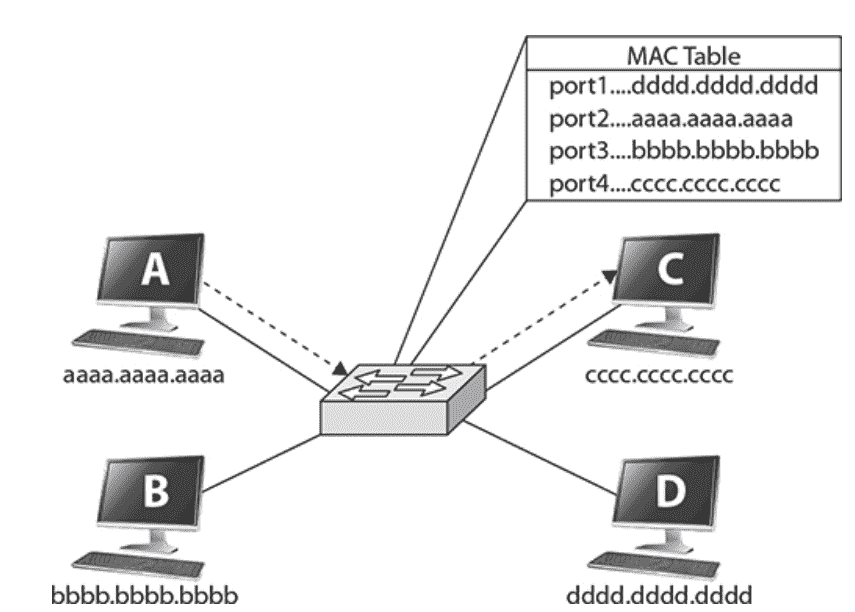 MAC Table
port1....dddd.dddd.dddd
port2....aaaa.aaaa.aaaa
port3....bbbb.bbbb.bbbb
port4....cccc.cccc.cccc
A
C
aaaa.aaaa.aaaa
cccc.cccc.cccc
B
D
bbbb.bbbb.bbbb
dddd.dddd.dddd